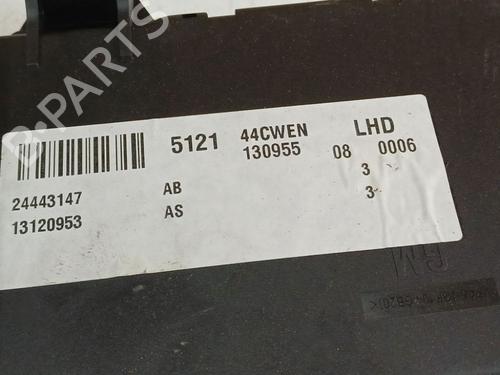 B-PARTS
5121 44CWEN LHD
130955 08 0006
24443147 AB 3
13120953 AS 3